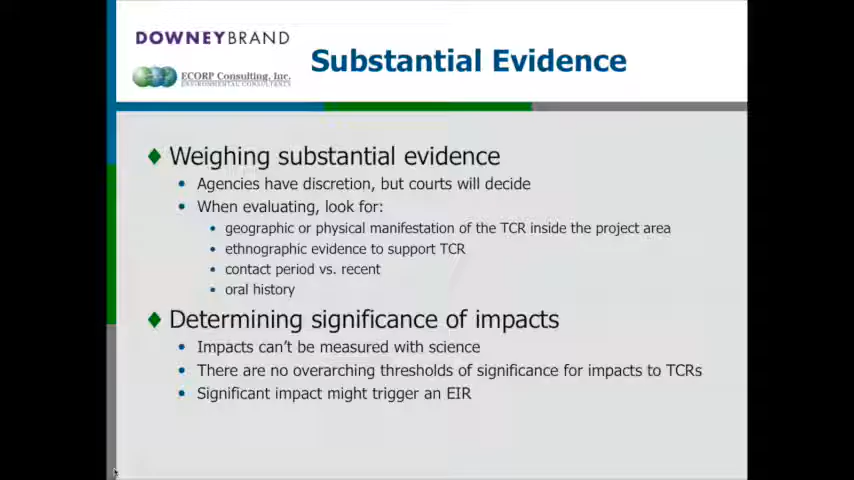 DOWNEYBRAND
ECORP Consulting, Inc.
ENVIRONMENTAL CONSULTANTS
Substantial Evidence
Weighing substantial evidence
Agencies have discretion, but courts will decide
When evaluating, look for:
geographic or physical manifestation of the TCR inside the project area
ethnographic evidence to support TCR
contact period vs. recent
oral history
Determining significance of impacts
Impacts can't be measured with science
There are no overarching thresholds of significance for impacts to TCRs
Significant impact might trigger an EIR